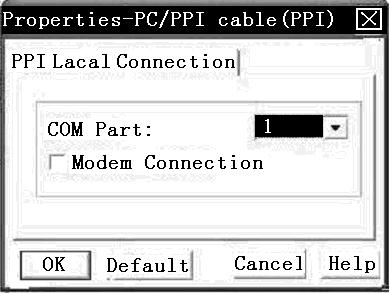 Properties-PC/PPI cable(PPI)
PPI Lacal Connection
COM Part: 1
Modem Connection
OK Default Cancel Help